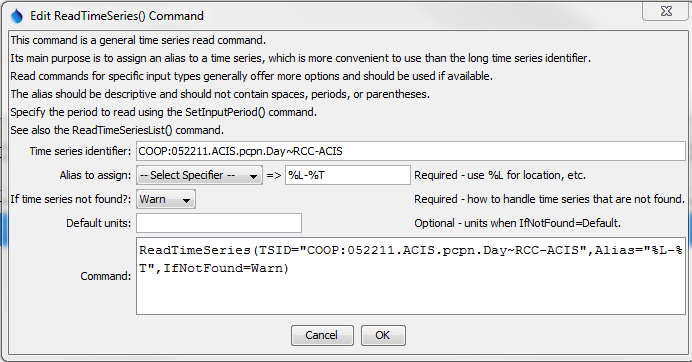 Edit ReadTimeSeries() Command
This command is a general time series read command.
Its main purpose is to assign an alias to a time series, which is more convenient to use than the long time series identifier.
Read commands for specific input types generally offer more options and should be used if available.
The alias should be descriptive and should not contain spaces, periods, or parentheses.
Specify the period to read using the SetInputPeriod() command.
See also the ReadTimeSeriesList() command.
Time series identifier: COOP:052211.ACIS.pcpn.Day~RCC-ACIS
Alias to assign: -- Select Specifier -- => %L-%T Required - use %L for location, etc.
If time series not found?: Warn Required - how to handle time series that are not found.
Default units: Optional - units when IfNotFound=Default.
Command: ReadTimeSeries(TSID="COOP:052211.ACIS.pcpn.Day~RCC-ACIS",Alias="%L-%
T",IfNotFound=Warn)
Cancel OK